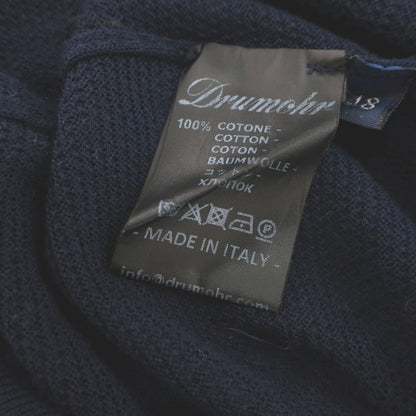 Drumohr
48
100% COTONE -
COTTON -
COTON -
BAUMWOLLE -
コットン -
ХЛОПОК
- MADE IN ITALY -
info@drumohr.com